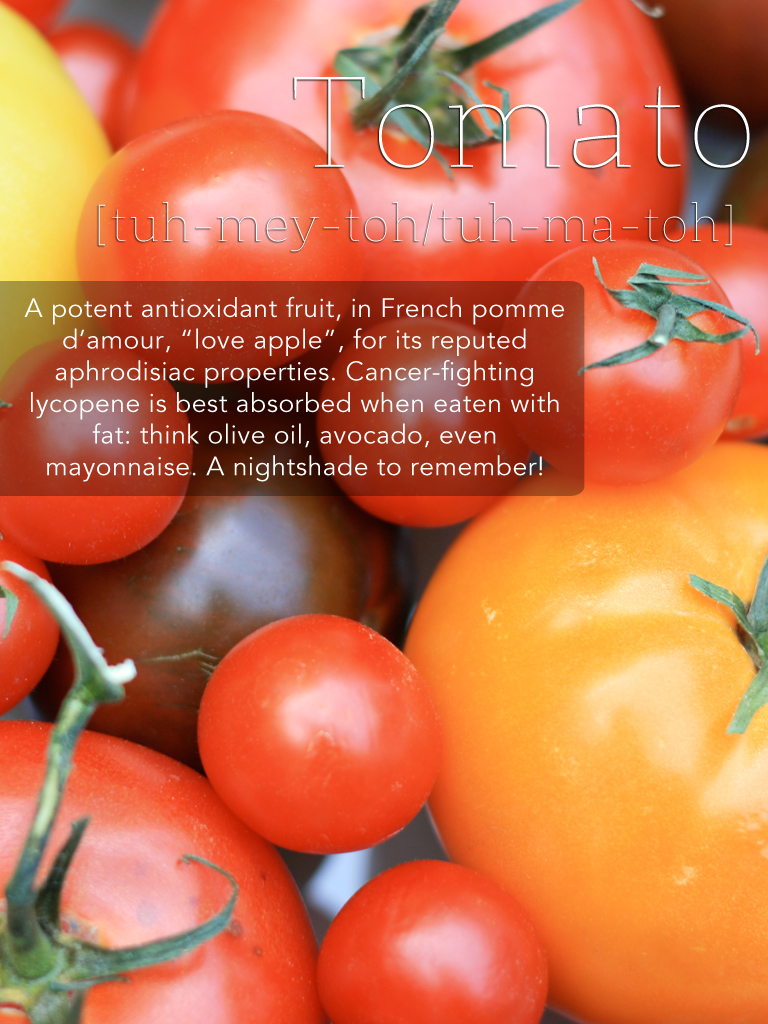 Tomato
[tuh-mey-toh/tuh-ma-toh]
A potent antioxidant fruit, in French pomme
d’amour, “love apple”, for its reputed
aphrodisiac properties. Cancer-fighting
lycopene is best absorbed when eaten with
fat: think olive oil, avocado, even
mayonnaise. A nightshade to remember!